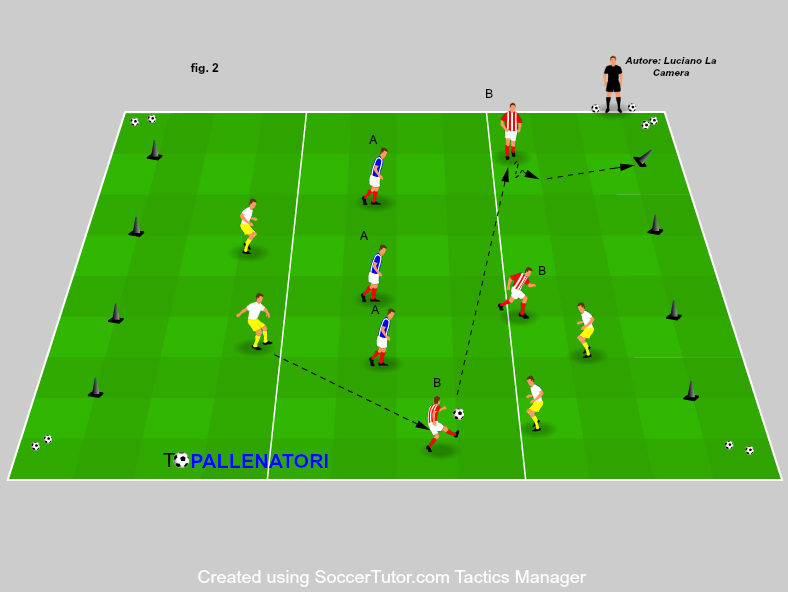 fig. 2
Autore: Luciano La
Camera
B
A
A
B
A
B
TOPALLENATORI
Created using SoccerTutor.com Tactics Manager